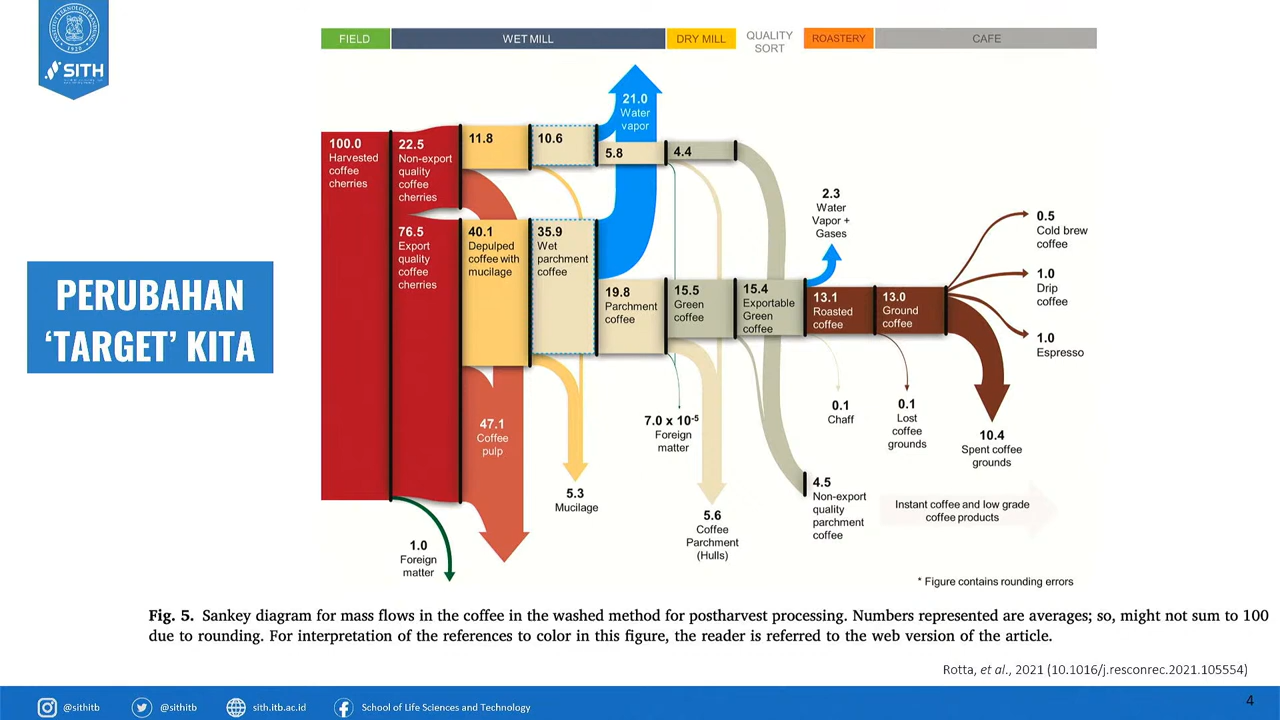 INSTITUT TEKNOLOGI BANDUNG
1920
SITH
PERUBAHAN
‘TARGET’ KITA
FIELD
WET MILL
DRY MILL
QUALITY
SORT
ROASTERY
CAFE
100.0
Harvested
coffee
cherries
22.5
Non-export
quality
coffee
cherries
76.5
Export
quality
coffee
cherries
1.0
Foreign
matter
11.8
40.1
Depulped
coffee with
mucilage
47.1
Coffee
pulp
10.6
35.9
Wet
parchment
coffee
5.3
Mucilage
21.0
Water
vapor
5.8
19.8
Parchment
coffee
4.4
15.5
Green
coffee
7.0 x 10-5
Foreign
matter
5.6
Coffee
Parchment
(Hulls)
15.4
Exportable
Green
coffee
4.5
Non-export
quality
parchment
coffee
2.3
Water
Vapor +
Gases
13.1
Roasted
coffee
0.1
Chaff
13.0
Ground
coffee
0.1
Lost
coffee
grounds
0.5
Cold brew
coffee
1.0
Drip
coffee
1.0
Espresso
10.4
Spent coffee
grounds
Instant coffee and low grade
coffee products
* Figure contains rounding errors
Fig. 5. Sankey diagram for mass flows in the coffee in the washed method for postharvest processing. Numbers represented are averages; so, might not sum to 100
due to rounding. For interpretation of the references to color in this figure, the reader is referred to the web version of the article.
Rotta, et al., 2021 (10.1016/j.resconrec.2021.105554)
@sithitb
@sithitb
sith.itb.ac.id
School of Life Sciences and Technology
4